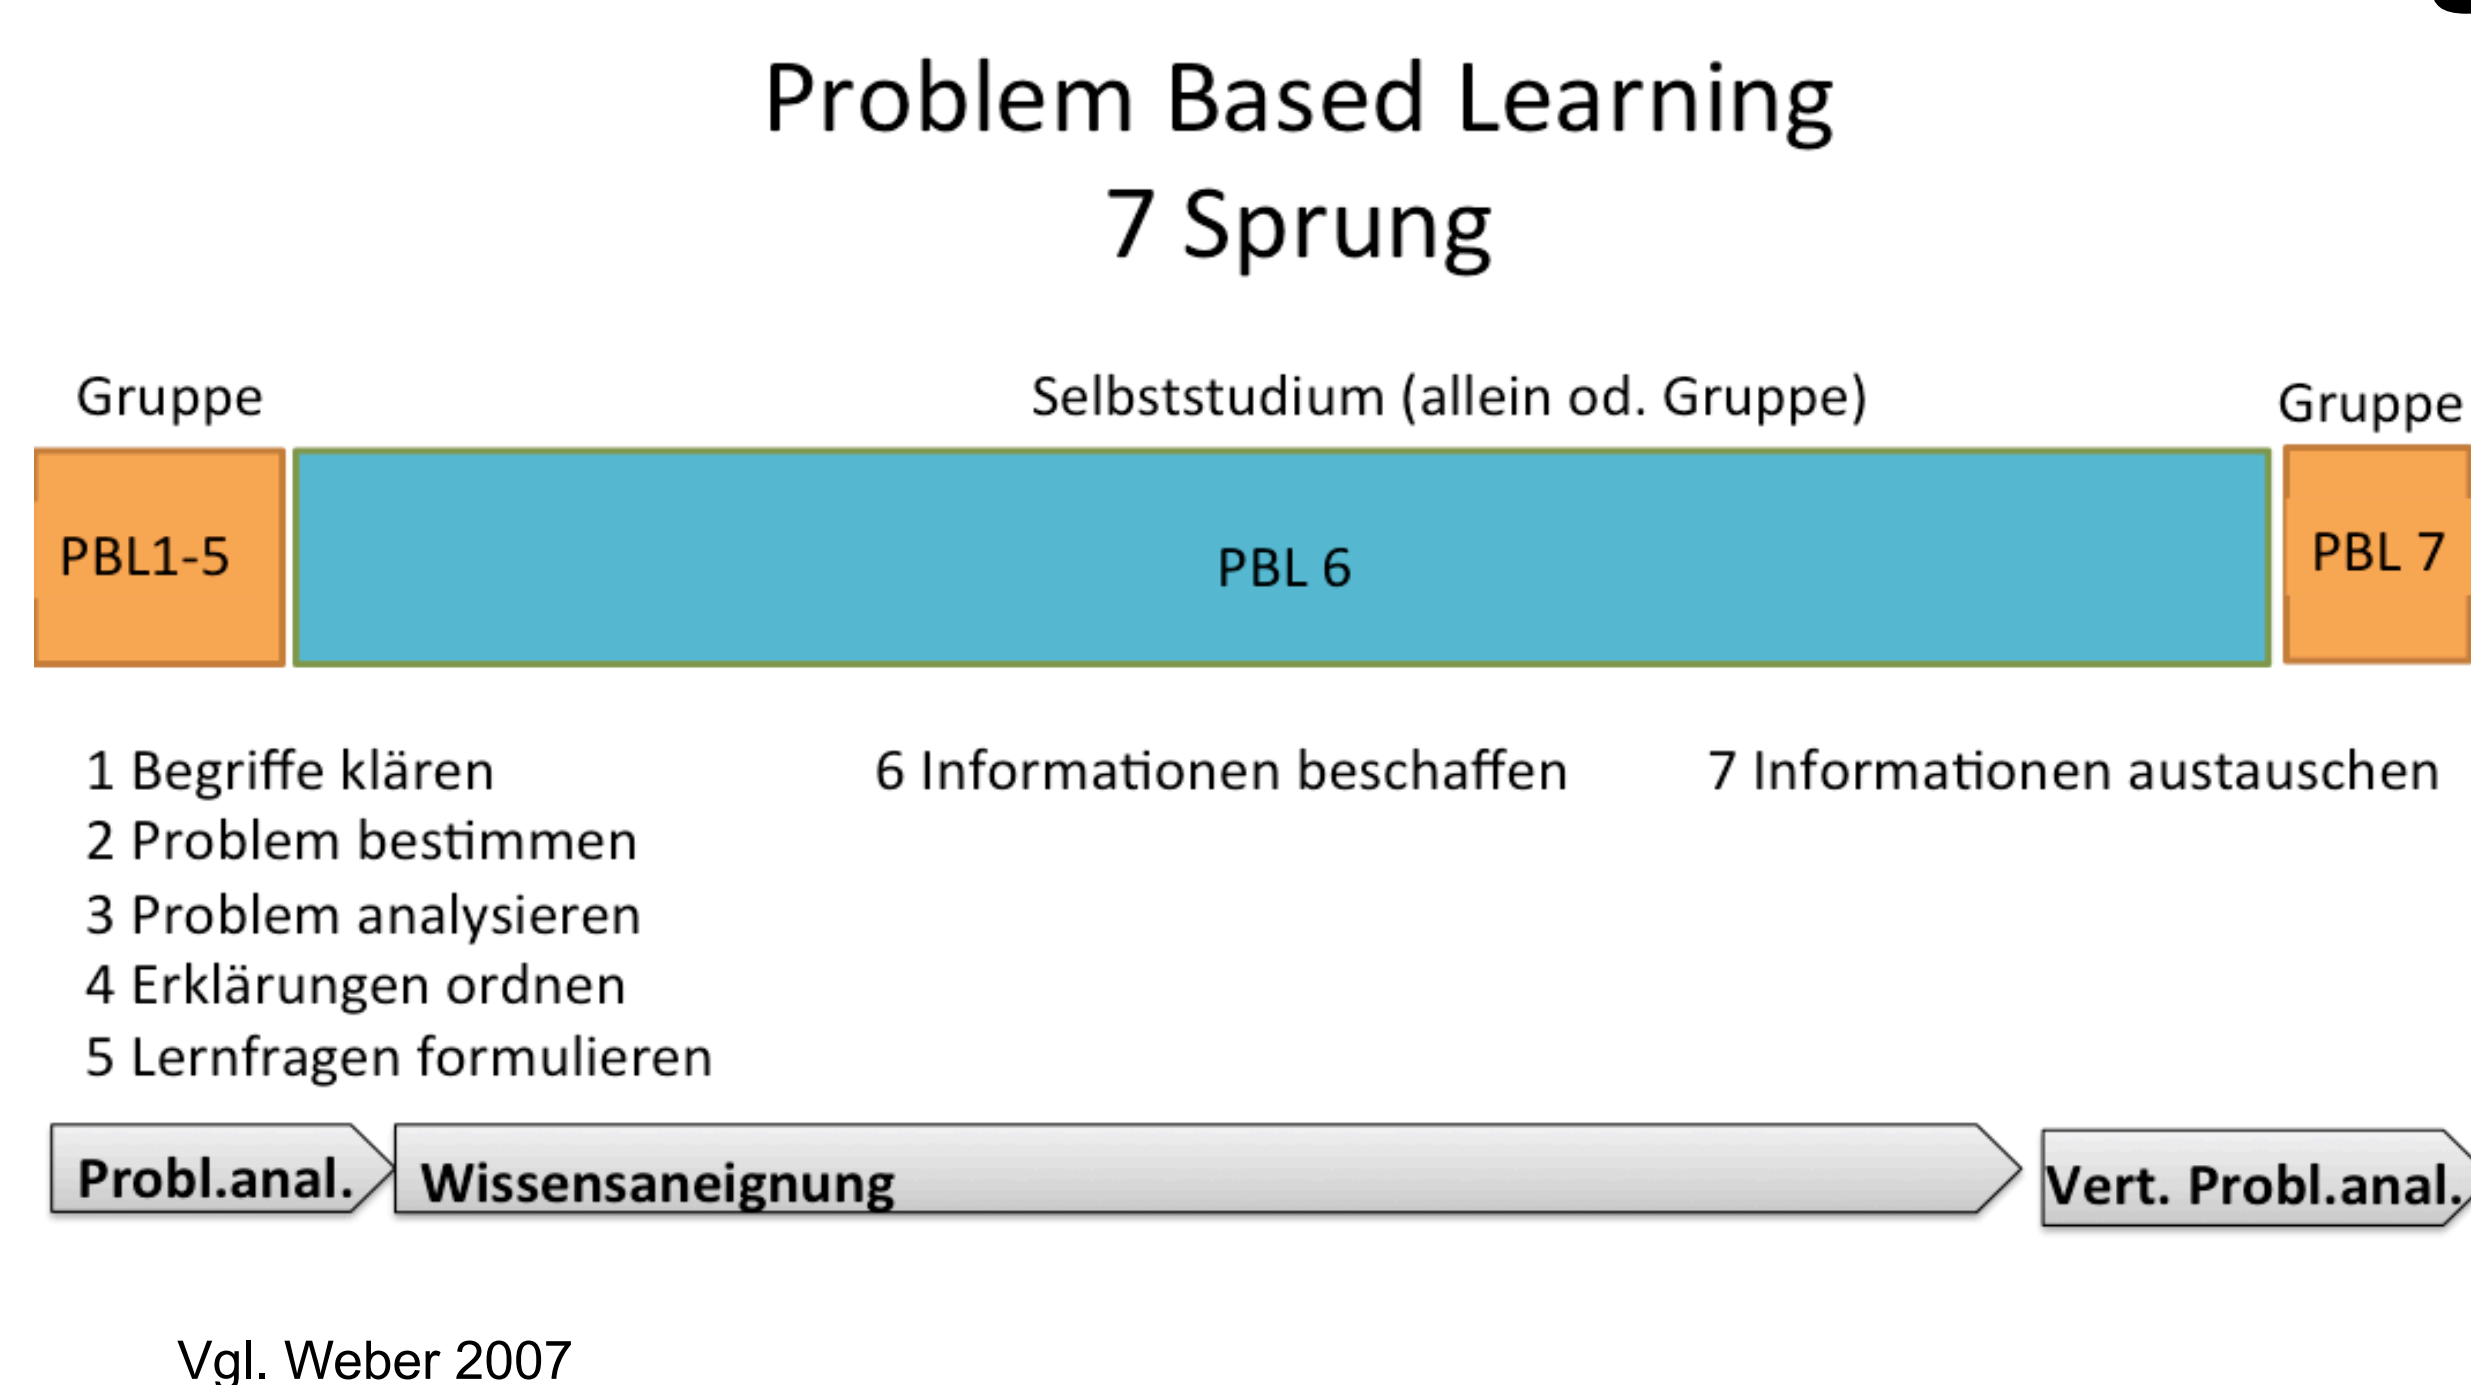 Problem Based Learning
7 Sprung
Gruppe
Selbststudium (allein od. Gruppe)
Gruppe
PBL1-5
PBL 6
PBL 7
1 Begriffe klären
2 Problem bestimmen
3 Problem analysieren
4 Erklärungen ordnen
5 Lernfragen formulieren
6 Informationen beschaffen
7 Informationen austauschen
Probl.anal.
Wissensaneignung
Vert. Probl.anal.
Vgl. Weber 2007